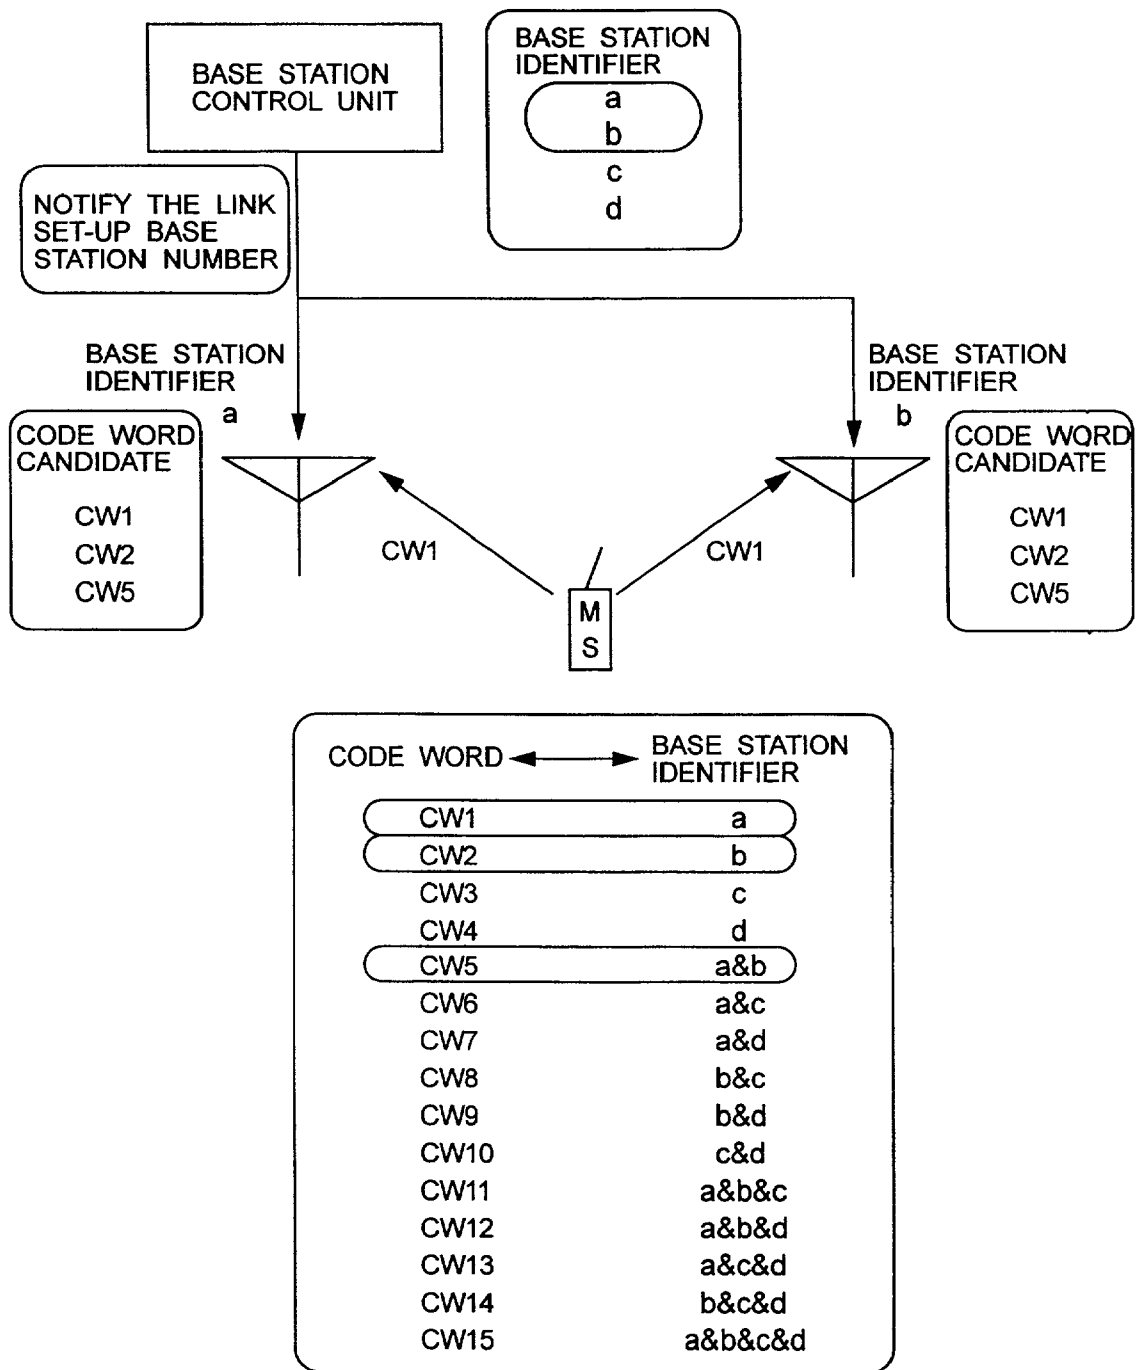 BASE STATION
CONTROL UNIT
BASE STATION
IDENTIFIER
a
b
c
d
NOTIFY THE LINK
SET-UP BASE
STATION NUMBER
BASE STATION
IDENTIFIER
a
BASE STATION
IDENTIFIER
b
CODE WORD
CANDIDATE
CW1
CW2
CW5
CW1
CW1
M
S
CODE WORD
CANDIDATE
CW1
CW2
CW5
CODE WORD BASE STATION
IDENTIFIER
CW1 a
CW2 b
CW3 c
CW4 d
CW5 a&b
CW6 a&c
CW7 a&d
CW8 b&c
CW9 b&d
CW10 c&d
CW11 a&b&c
CW12 a&b&d
CW13 a&c&d
CW14 b&c&d
CW15 a&b&c&d